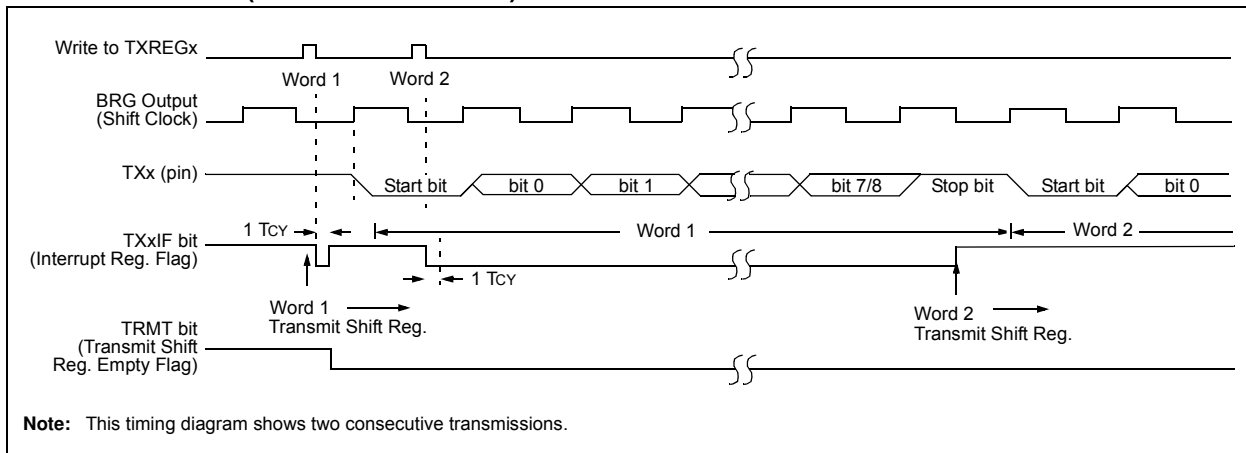 Write to TXREGx
Word 1
Word 2
BRG Output
(Shift Clock)
TXx (pin)
Start bit
bit 0
bit 1
bit 7/8
Stop bit
Start bit
bit 0
1 TCY
Word 1
Word 2
TXxIF bit
(Interrupt Reg. Flag)
1 TCY
Word 1
Transmit Shift Reg.
Word 2
Transmit Shift Reg.
TRMT bit
(Transmit Shift
Reg. Empty Flag)
Note: This timing diagram shows two consecutive transmissions.